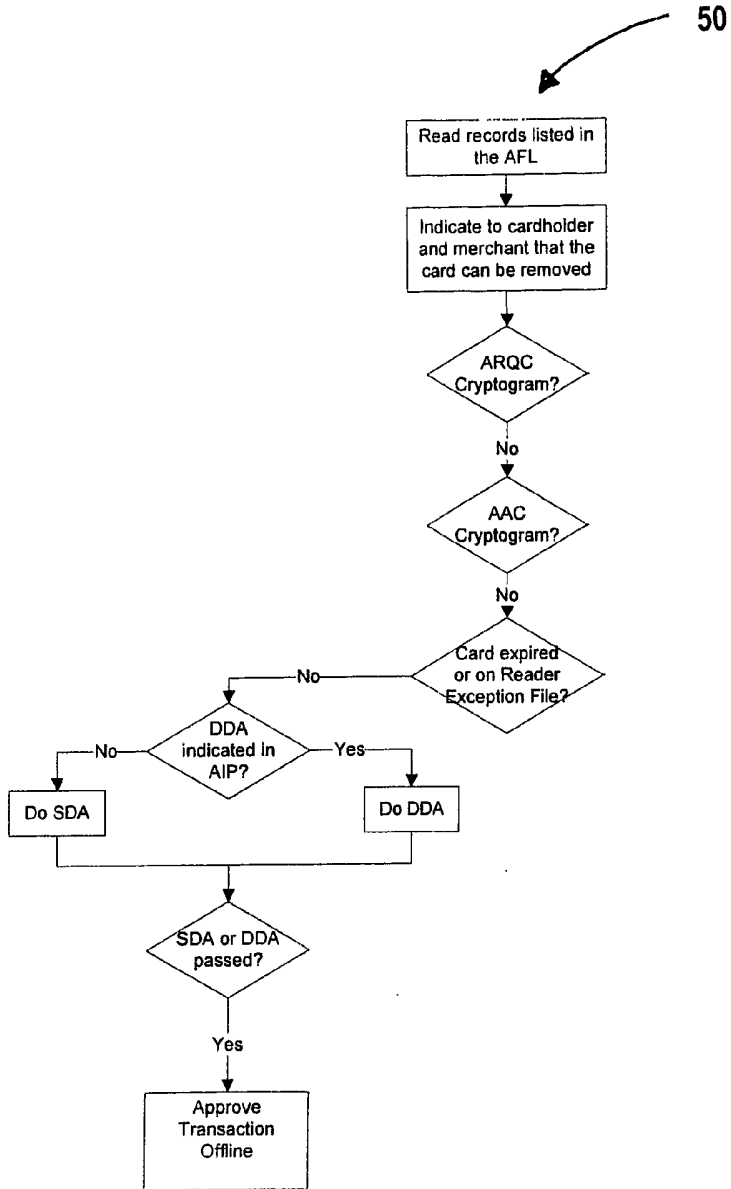 50
Read records listed in
the AFL
Indicate to cardholder
and merchant that the
card can be removed
ARQC
Cryptogram?
No
AAC
Cryptogram?
No
Card expired
or on Reader
Exception File?
No
DDA
indicated in
AIP?
No
Yes
Do SDA
Do DDA
SDA or DDA
passed?
Yes
Approve
Transaction
Offline